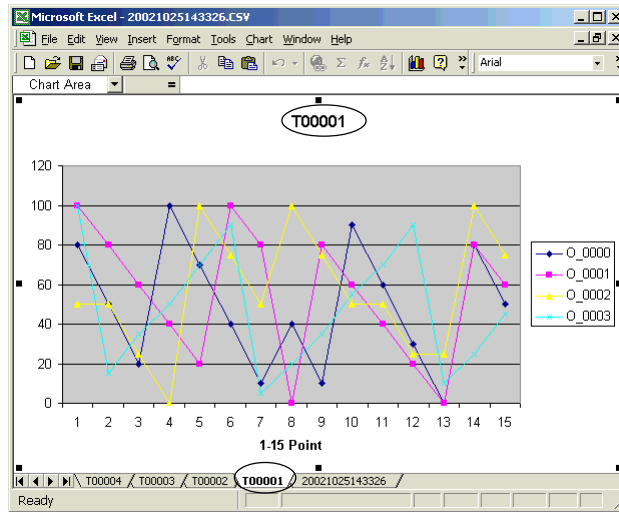 Microsoft Excel - 20021025143326.CSV
File Edit View Insert Format Tools Chart Window Help
ABC Σ fx A Z ? » Arial
Chart Area =
T00001
120
100
80
60
40
20
0
O_0000
O_0001
O_0002
O_0003
1 2 3 4 5 6 7 8 9 10 11 12 13 14 15
1-15 Point
T00004 T00003 T00002 T00001 20021025143326
Ready